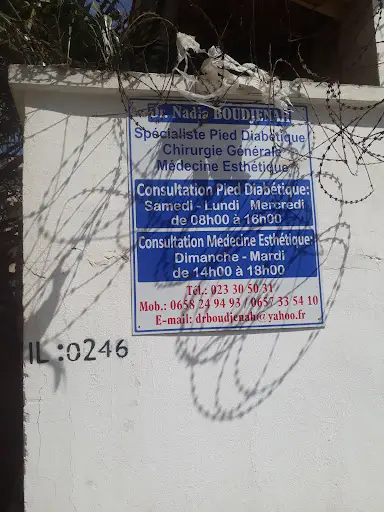 Dr. Nadia BOUDJENAH
Spécialiste Pied Diabétique
Chirurgie Générale
Médecine Esthétique
Consultation Pied Diabétique:
Samedi - Lundi Mercredi
de 08h00 à 16h00
Consultation Médecine Esthétique:
Dimanche - Mardi
de 14h00 à 18h00
Tél.: 023 30 50 31
Mob.: 0658 24 94 93 / 0657 33 54 10
E-mail: drboudjenah@yahoo.fr
IL:0246